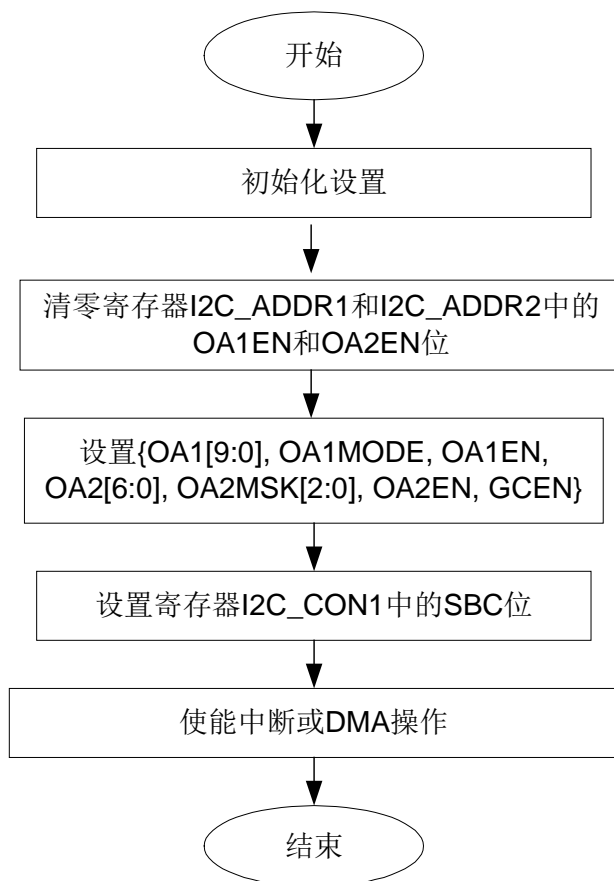 开始
初始化设置
清零寄存器I2C_ADDR1和I2C_ADDR2中的
OA1EN和OA2EN位
设置{OA1[9:0], OA1MODE, OA1EN,
OA2[6:0], OA2MSK[2:0], OA2EN, GCEN}
设置寄存器I2C_CON1中的SBC位
使能中断或DMA操作
结束